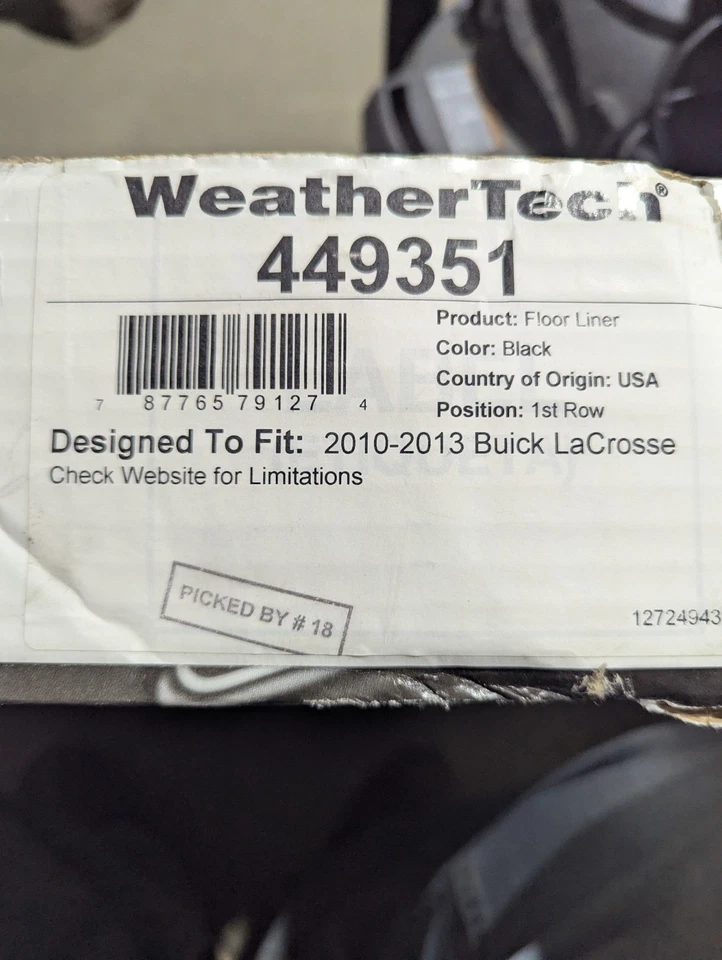 WeatherTech®
449351
7 87765 79127 4
Product: Floor Liner
Color: Black
Country of Origin: USA
Position: 1st Row
Designed To Fit: 2010-2013 Buick LaCrosse
Check Website for Limitations
PICKED BY # 18
12724943